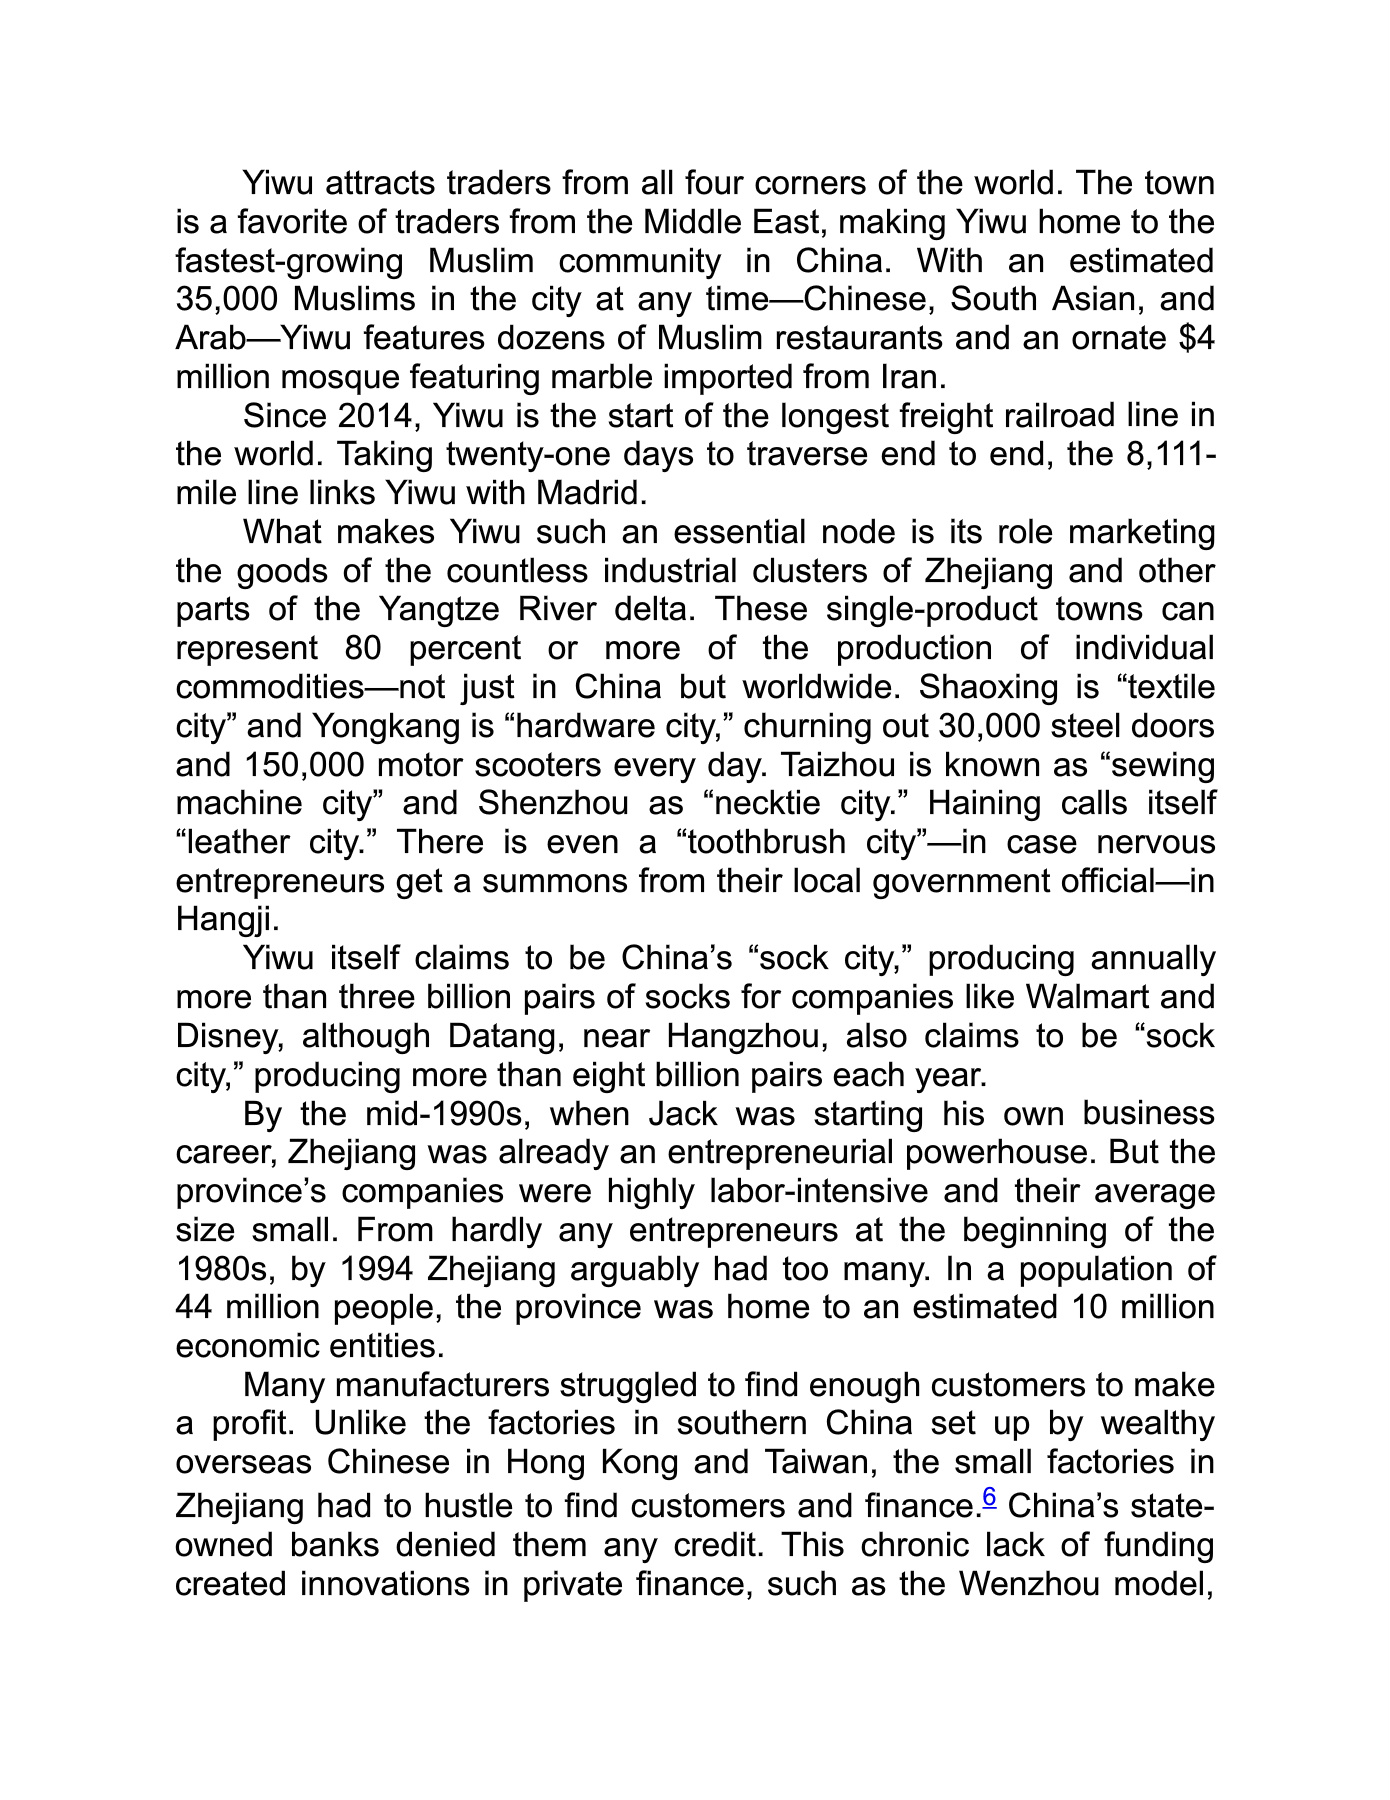 Yiwu attracts traders from all four corners of the world. The town
is a favorite of traders from the Middle East, making Yiwu home to the
fastest-growing Muslim community in China. With an estimated
35,000 Muslims in the city at any time—Chinese, South Asian, and
Arab—Yiwu features dozens of Muslim restaurants and an ornate $4
million mosque featuring marble imported from Iran.
Since 2014, Yiwu is the start of the longest freight railroad line in
the world. Taking twenty-one days to traverse end to end, the 8,111-
mile line links Yiwu with Madrid.
What makes Yiwu such an essential node is its role marketing
the goods of the countless industrial clusters of Zhejiang and other
parts of the Yangtze River delta. These single-product towns can
represent 80 percent or more of the production of individual
commodities—not just in China but worldwide. Shaoxing is “textile
city” and Yongkang is “hardware city,” churning out 30,000 steel doors
and 150,000 motor scooters every day. Taizhou is known as “sewing
machine city” and Shenzhou as “necktie city.” Haining calls itself
“leather city.” There is even a “toothbrush city”—in case nervous
entrepreneurs get a summons from their local government official—in
Hangji.
Yiwu itself claims to be China’s “sock city,” producing annually
more than three billion pairs of socks for companies like Walmart and
Disney, although Datang, near Hangzhou, also claims to be “sock
city,” producing more than eight billion pairs each year.
By the mid-1990s, when Jack was starting his own business
career, Zhejiang was already an entrepreneurial powerhouse. But the
province’s companies were highly labor-intensive and their average
size small. From hardly any entrepreneurs at the beginning of the
1980s, by 1994 Zhejiang arguably had too many. In a population of
44 million people, the province was home to an estimated 10 million
economic entities.
Many manufacturers struggled to find enough customers to make
a profit. Unlike the factories in southern China set up by wealthy
overseas Chinese in Hong Kong and Taiwan, the small factories in
Zhejiang had to hustle to find customers and finance.6 China’s state-
owned banks denied them any credit. This chronic lack of funding
created innovations in private finance, such as the Wenzhou model,